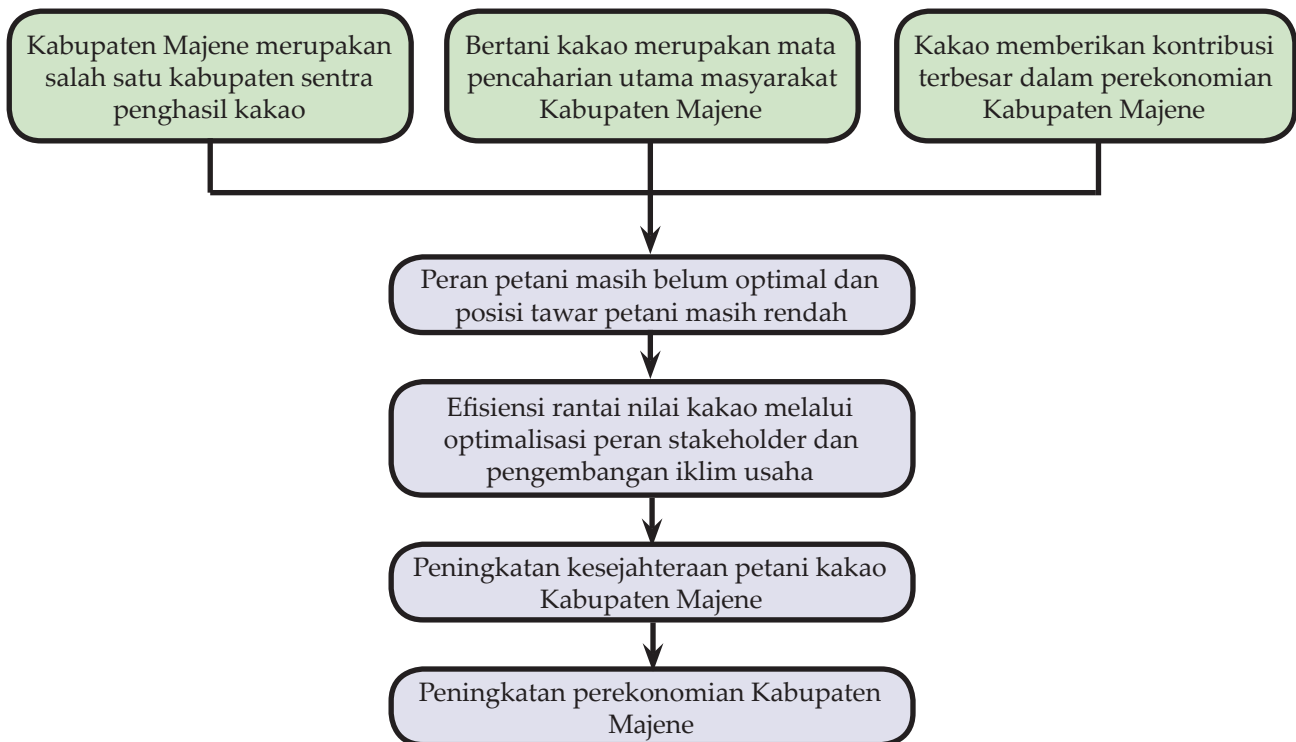 Kabupaten Majene merupakan
salah satu kabupaten sentra
penghasil kakao
Bertani kakao merupakan mata
pencaharian utama masyarakat
Kabupaten Majene
Kakao memberikan kontribusi
terbesar dalam perekonomian
Kabupaten Majene
Peran petani masih belum optimal dan
posisi tawar petani masih rendah
Efisiensi rantai nilai kakao melalui
optimalisasi peran stakeholder dan
pengembangan iklim usaha
Peningkatan kesejahteraan petani kakao
Kabupaten Majene
Peningkatan perekonomian Kabupaten
Majene